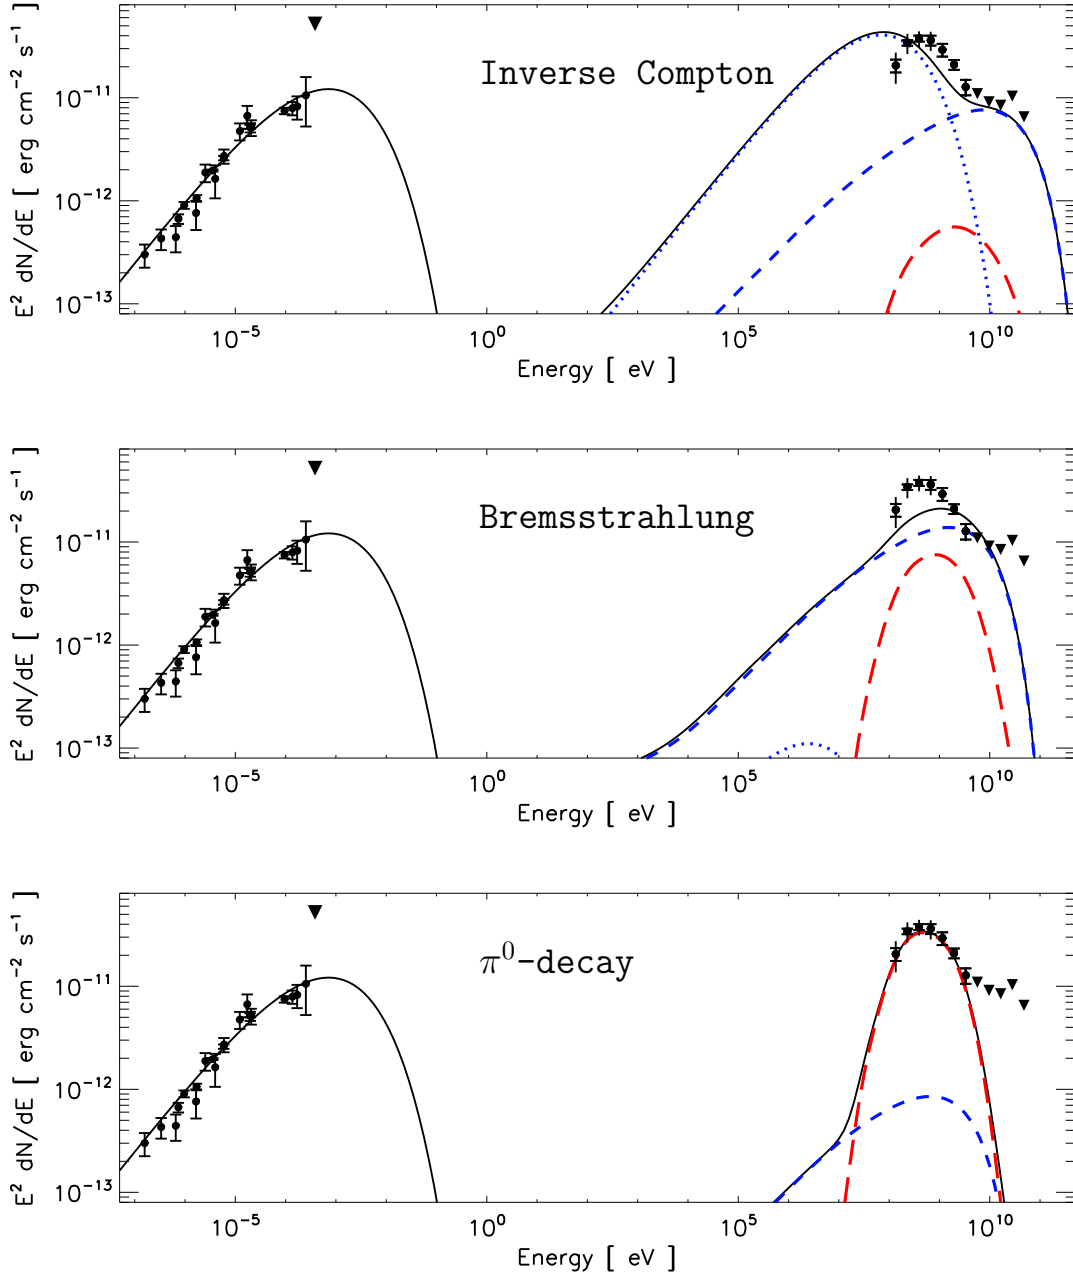 E² dN/dE [ erg cm⁻² s⁻¹ ]
10⁻¹¹
10⁻¹²
10⁻¹³
Inverse Compton
10⁻⁵ 10⁰ 10⁵ 10¹⁰
Energy [ eV ]
E² dN/dE [ erg cm⁻² s⁻¹ ]
10⁻¹¹
10⁻¹²
10⁻¹³
Bremsstrahlung
10⁻⁵ 10⁰ 10⁵ 10¹⁰
Energy [ eV ]
E² dN/dE [ erg cm⁻² s⁻¹ ]
10⁻¹¹
10⁻¹²
10⁻¹³
π⁰-decay
10⁻⁵ 10⁰ 10⁵ 10¹⁰
Energy [ eV ]